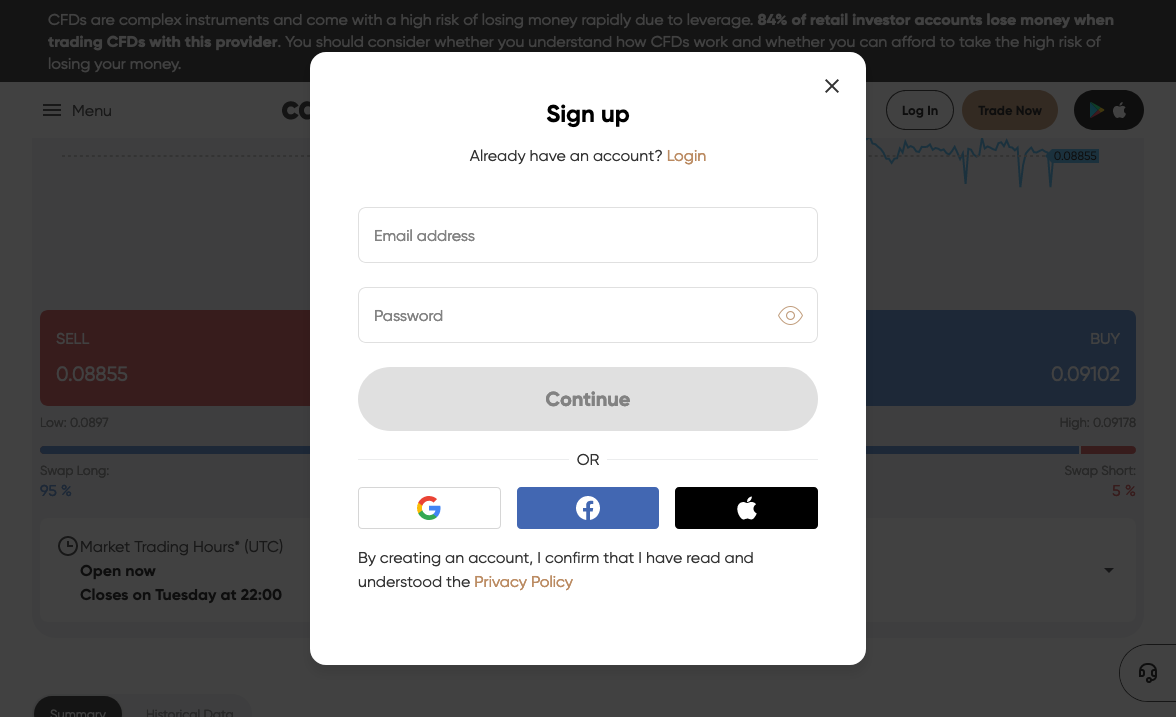 CFDs are complex instruments and come with a high risk of losing money rapidly due to leverage. 84% of retail investor accounts lose money when
trading CFDs with this provider. You should consider whether you understand how CFDs work and whether you can afford to take the high risk of
losing your money.
Menu
Log In
Trade Now
0.08855
Sign up
Already have an account? Login
Email address
Password
Continue
OR
By creating an account, I confirm that I have read and
understood the Privacy Policy
SELL
BUY
0.08855
0.09102
Low: 0.0897
High: 0.09178
Swap Long:
Swap Short:
95 %
5 %
Market Trading Hours* (UTC)
Open now
Closes on Tuesday at 22:00
Summary
Historical Data